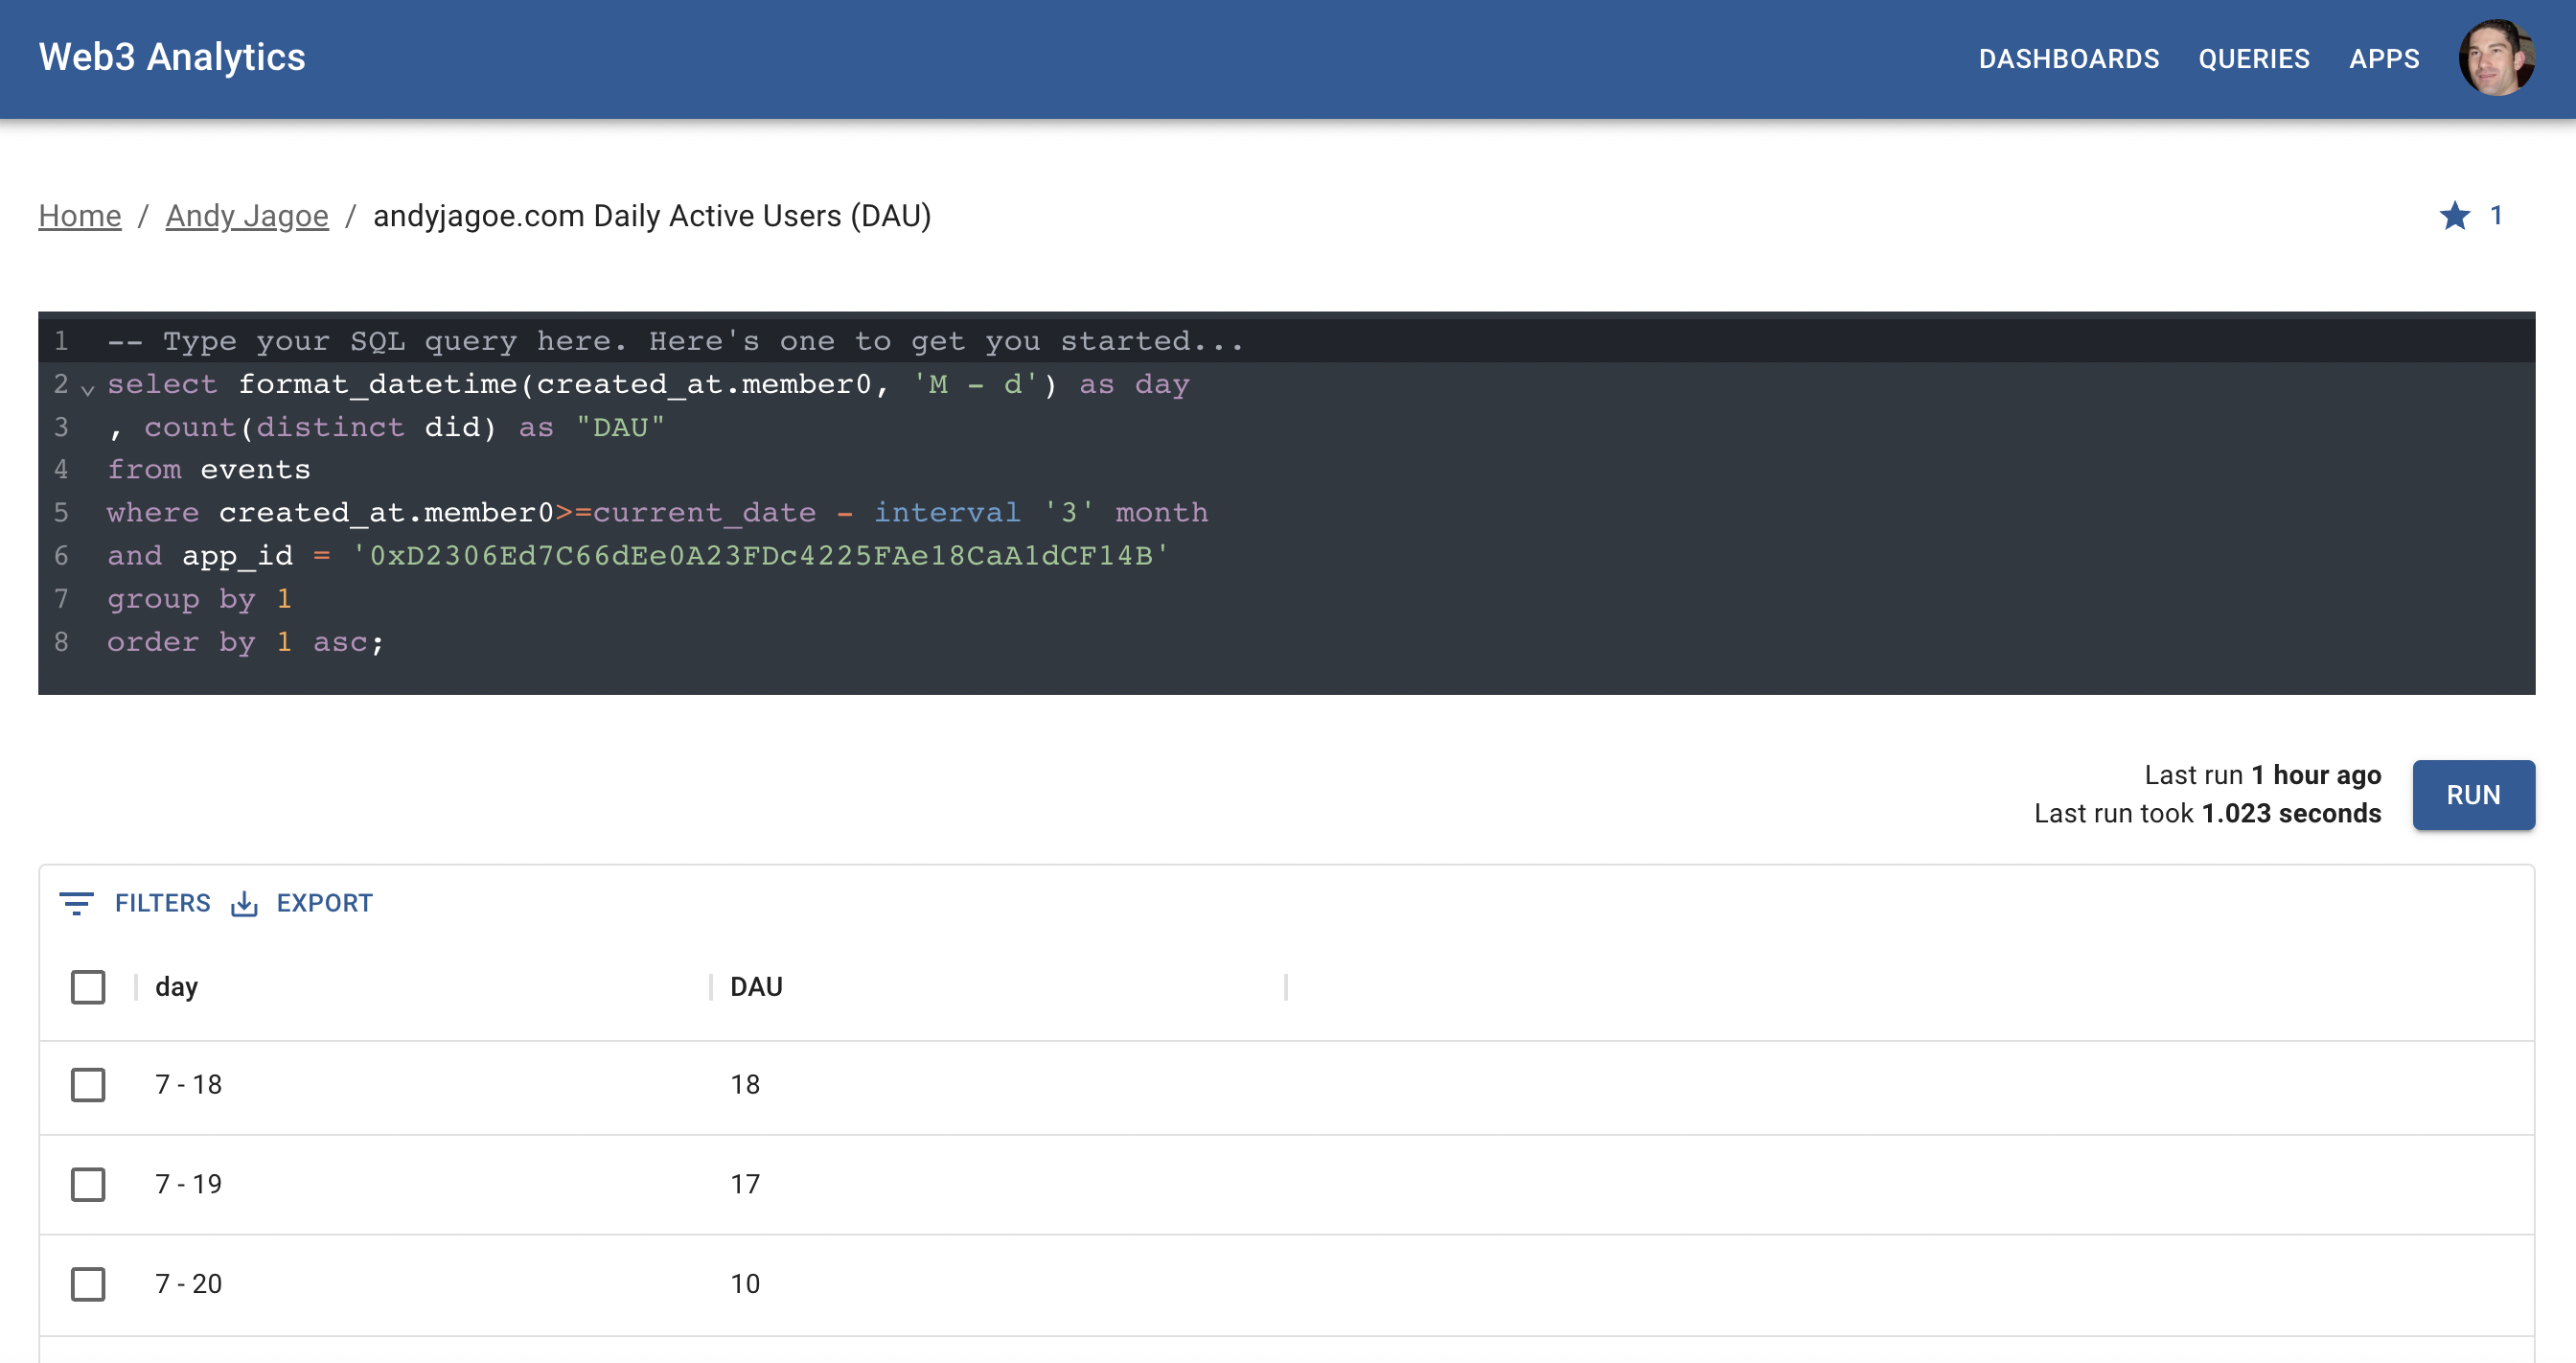 Web3 Analytics
DASHBOARDS QUERIES APPS
Home / Andy Jagoe / andyjagoe.com Daily Active Users (DAU)
1
1 -- Type your SQL query here. Here's one to get you started...
2 select format_datetime(created_at.member0, 'M - d') as day
3 , count(distinct did) as "DAU"
4 from events
5 where created_at.member0>=current_date - interval '3' month
6 and app_id = '0xD2306Ed7C66dEe0A23FDc4225FAe18CaA1dCF14B'
7 group by 1
8 order by 1 asc;
Last run 1 hour ago
Last run took 1.023 seconds
RUN
FILTERS EXPORT
day DAU
7 - 18 18
7 - 19 17
7 - 20 10